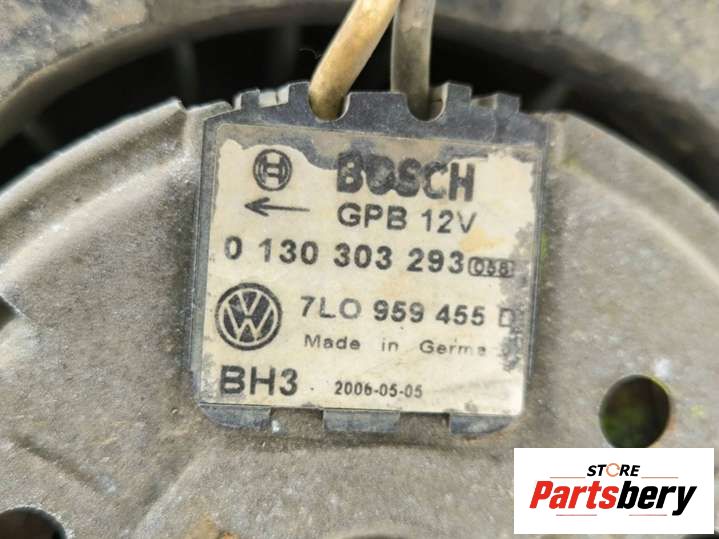 BOSCH
GPB 12V
0 130 303 293 068
7L0 959 455 D
Made in Germa
BH3 2006-05-05
STORE
Partsbery